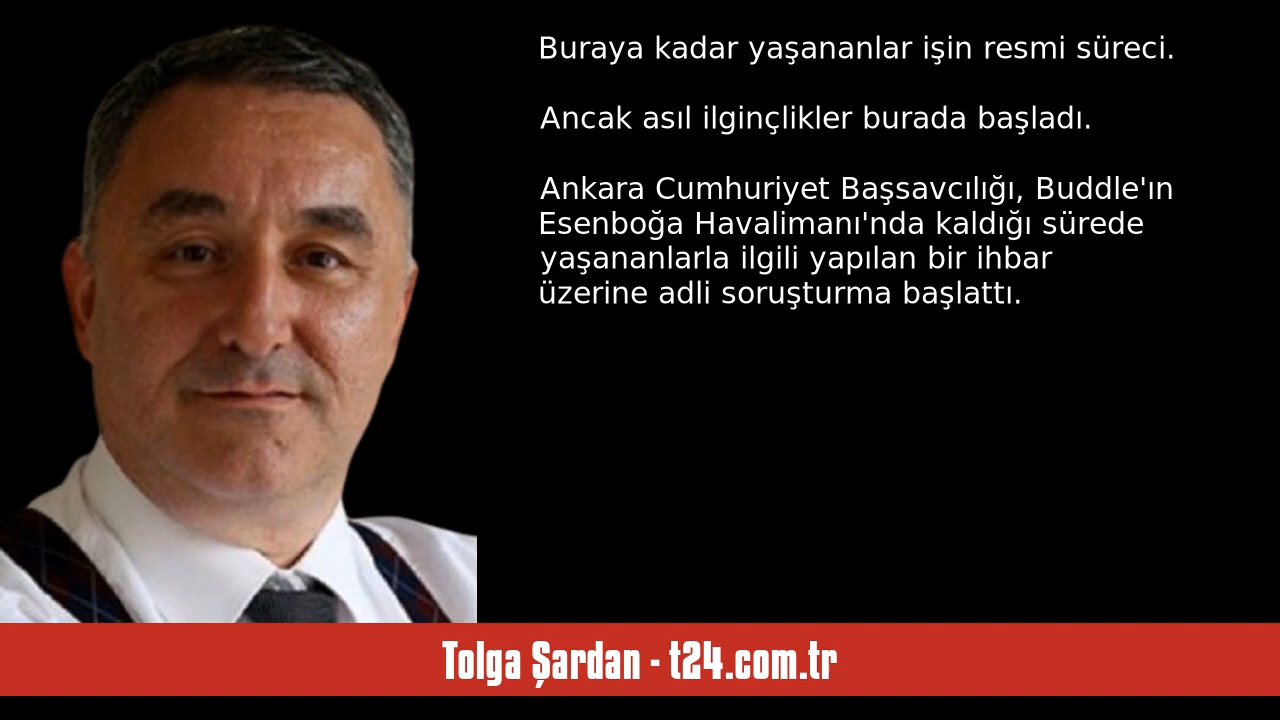 Buraya kadar yaşananlar işin resmi süreci.
Ancak asıl ilginçlikler burada başladı.
Ankara Cumhuriyet Başsavcılığı, Buddle'ın
Esenboğa Havalimanı'nda kaldığı sürede
yaşananlarla ilgili yapılan bir ihbar
üzerine adli soruşturma başlattı.
Tolga Şardan - t24.com.tr